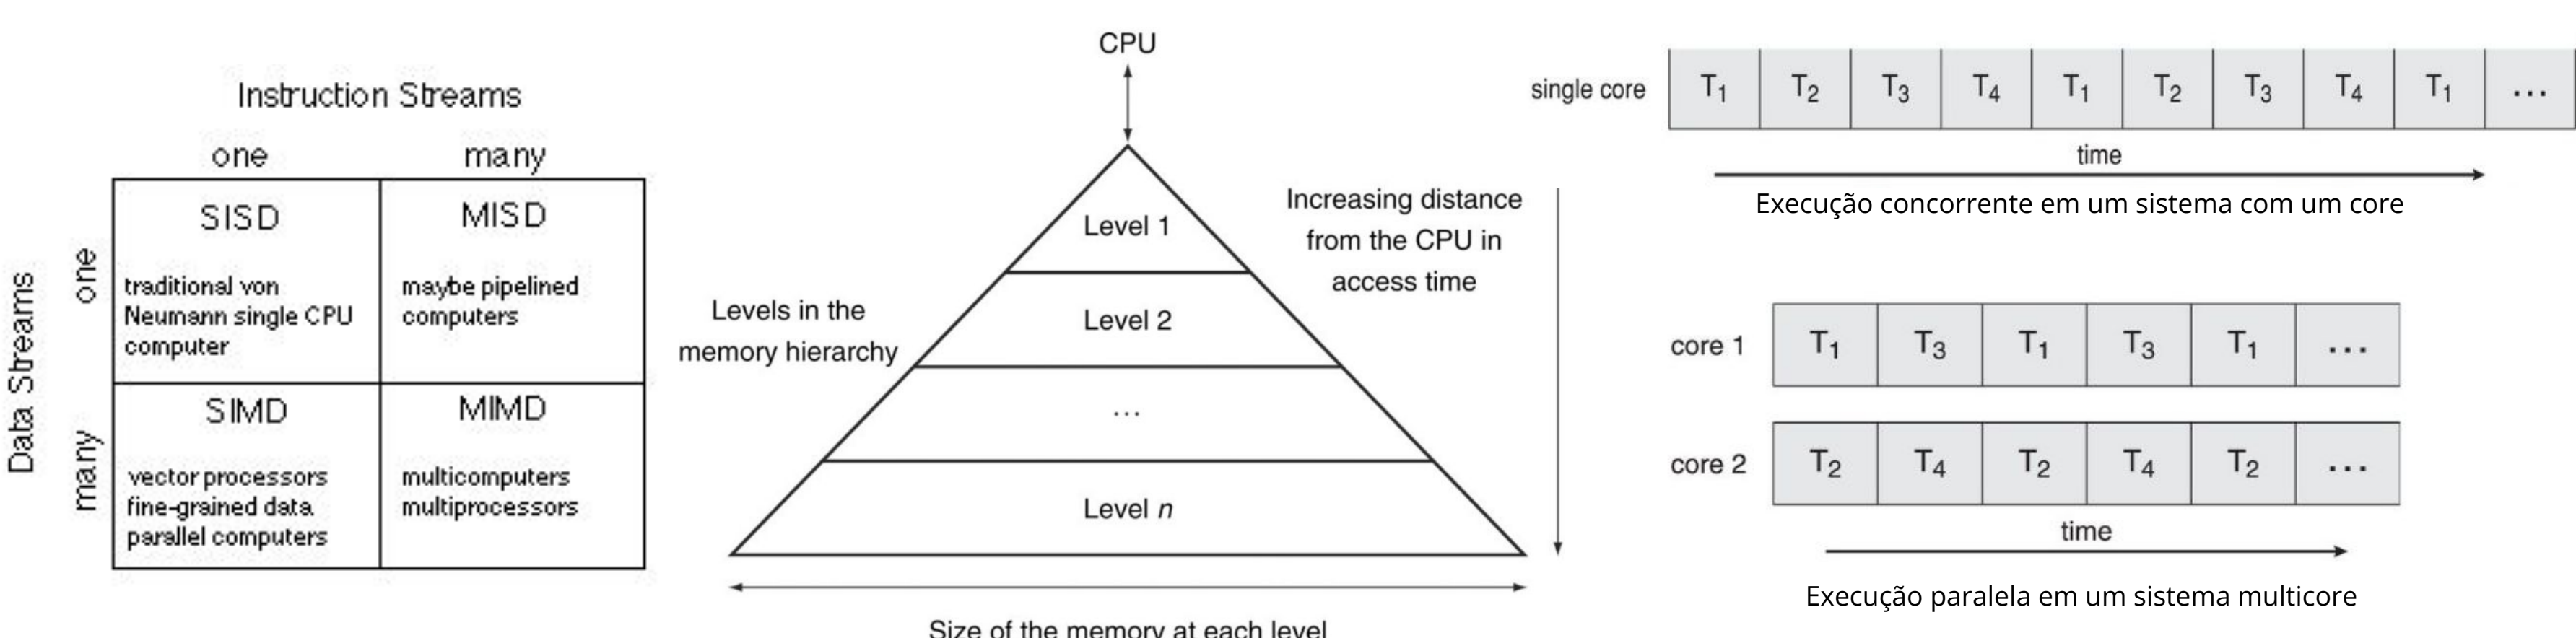 Instruction Streams
one
many
Data Streams
one
many
SISD
traditional von
Neumann single CPU
computer
MISD
maybe pipelined
computers
SIMD
vector processors
fine-grained data
parallel computers
MIMD
multicomputers
multiprocessors
CPU
Level 1
Level 2
...
Level n
Levels in the
memory hierarchy
Increasing distance
from the CPU in
access time
Size of the memory at each level
single core T1 T2 T3 T4 T1 T2 T3 T4 T1 ...
time
Execução concorrente em um sistema com um core
core 1 T1 T3 T1 T3 T1 ...
core 2 T2 T4 T2 T4 T2 ...
time
Execução paralela em um sistema multicore